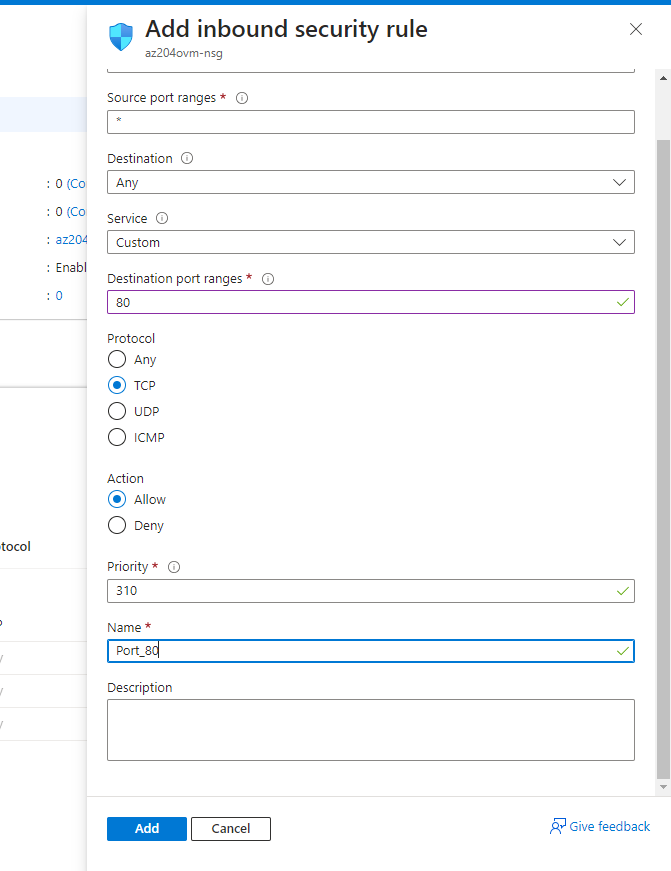 Add inbound security rule
az204ovm-nsg
Source port ranges *
*
Destination
Any
Service
Custom
Destination port ranges *
80
Protocol
Any
TCP
UDP
ICMP
Action
Allow
Deny
Priority *
310
Name *
Port_80
Description
Add
Cancel
Give feedback
: 0 (Co
: 0 (Co
: az204
: Enabl
: 0
tocol